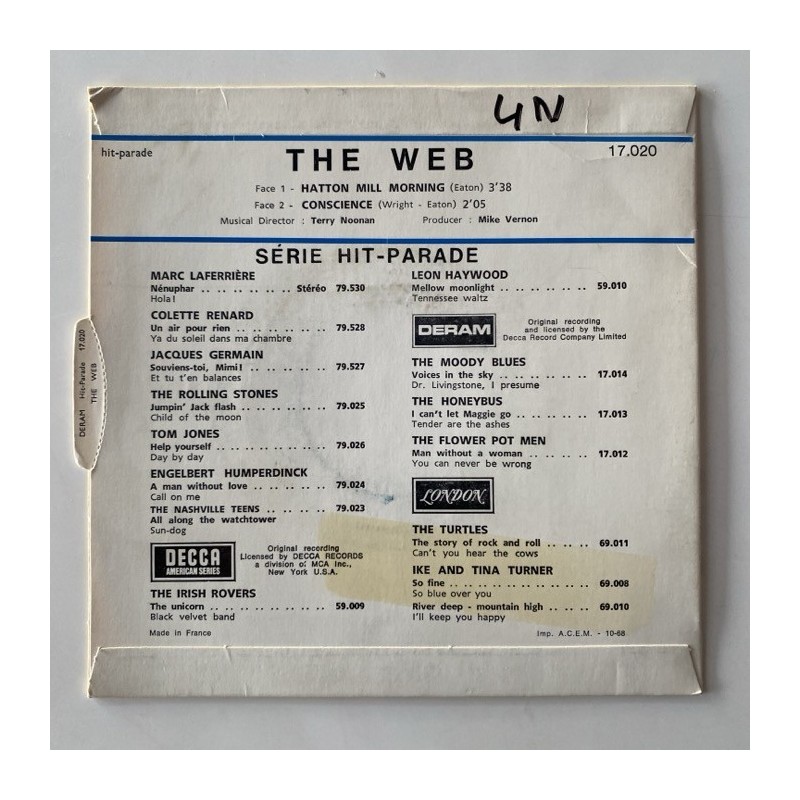 4N
hit-parade THE WEB 17.020
Face 1 - HATTON MILL MORNING (Eaton) 3'38
Face 2 - CONSCIENCE (Wright - Eaton) 2'05
Musical Director : Terry Noonan Producer : Mike Vernon
SÉRIE HIT-PARADE
MARC LAFERRIÈRE
Nénuphar .. .. .. .. .. .. .. Stéréo 79.530
Hola!
COLETTE RENARD
Un air pour rien .. .. .. .. .. .. .. 79.528
Ya du soleil dans ma chambre
JACQUES GERMAIN
Souviens-toi, Mimi! .. .. .. .. .. .. 79.527
Et tu t'en balances
THE ROLLING STONES
Jumpin' Jack flash .. .. .. .. .. .. 79.025
Child of the moon
TOM JONES
Help yourself .. .. .. .. .. .. .. .. 79.026
Day by day
ENGELBERT HUMPERDINCK
A man without love .. .. .. .. .. 79.024
Call on me
THE NASHVILLE TEENS .. .. .. .. 79.023
All along the watchtower
Sun-dog
DECCA
AMERICAN SERIES
Original recording
Licensed by DECCA RECORDS
a division of MCA Inc.,
New York U.S.A.
THE IRISH ROVERS
The unicorn .. .. .. .. .. .. .. .. .. 59.009
Black velvet band
Made in France
LEON HAYWOOD
Mellow moonlight .. .. .. .. .. .. .. 59.010
Tennessee waltz
DERAM
Original recording
and licensed by the
Decca Record Company Limited
THE MOODY BLUES
Voices in the sky .. .. .. .. .. .. .. 17.014
Dr. Livingstone, I presume
THE HONEYBUS
I can't let Maggie go .. .. .. .. .. .. 17.013
Tender are the ashes
THE FLOWER POT MEN
Man without a woman .. .. .. .. .. 17.012
You can never be wrong
LONDON
THE TURTLES
The story of rock and roll .. .. .. .. 69.011
Can't you hear the cows
IKE AND TINA TURNER
So fine .. .. .. .. .. .. .. .. .. .. .. 69.008
So blue over you
River deep - mountain high .. .. .. .. 69.010
I'll keep you happy
Imp. A.C.E.M. - 10-68
DERAM Hit-Parade 17.020
THE WEB